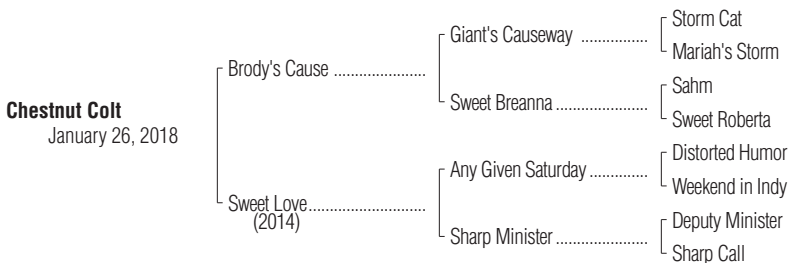 Chestnut Colt
January 26, 2018
Brody's Cause ......................
Sweet Love............................
(2014)
Giant's Causeway ................
Sweet Breanna ......................
Any Given Saturday ..............
Sharp Minister ......................
Storm Cat
Mariah's Storm
Sahm
Sweet Roberta
Distorted Humor
Weekend in Indy
Deputy Minister
Sharp Call